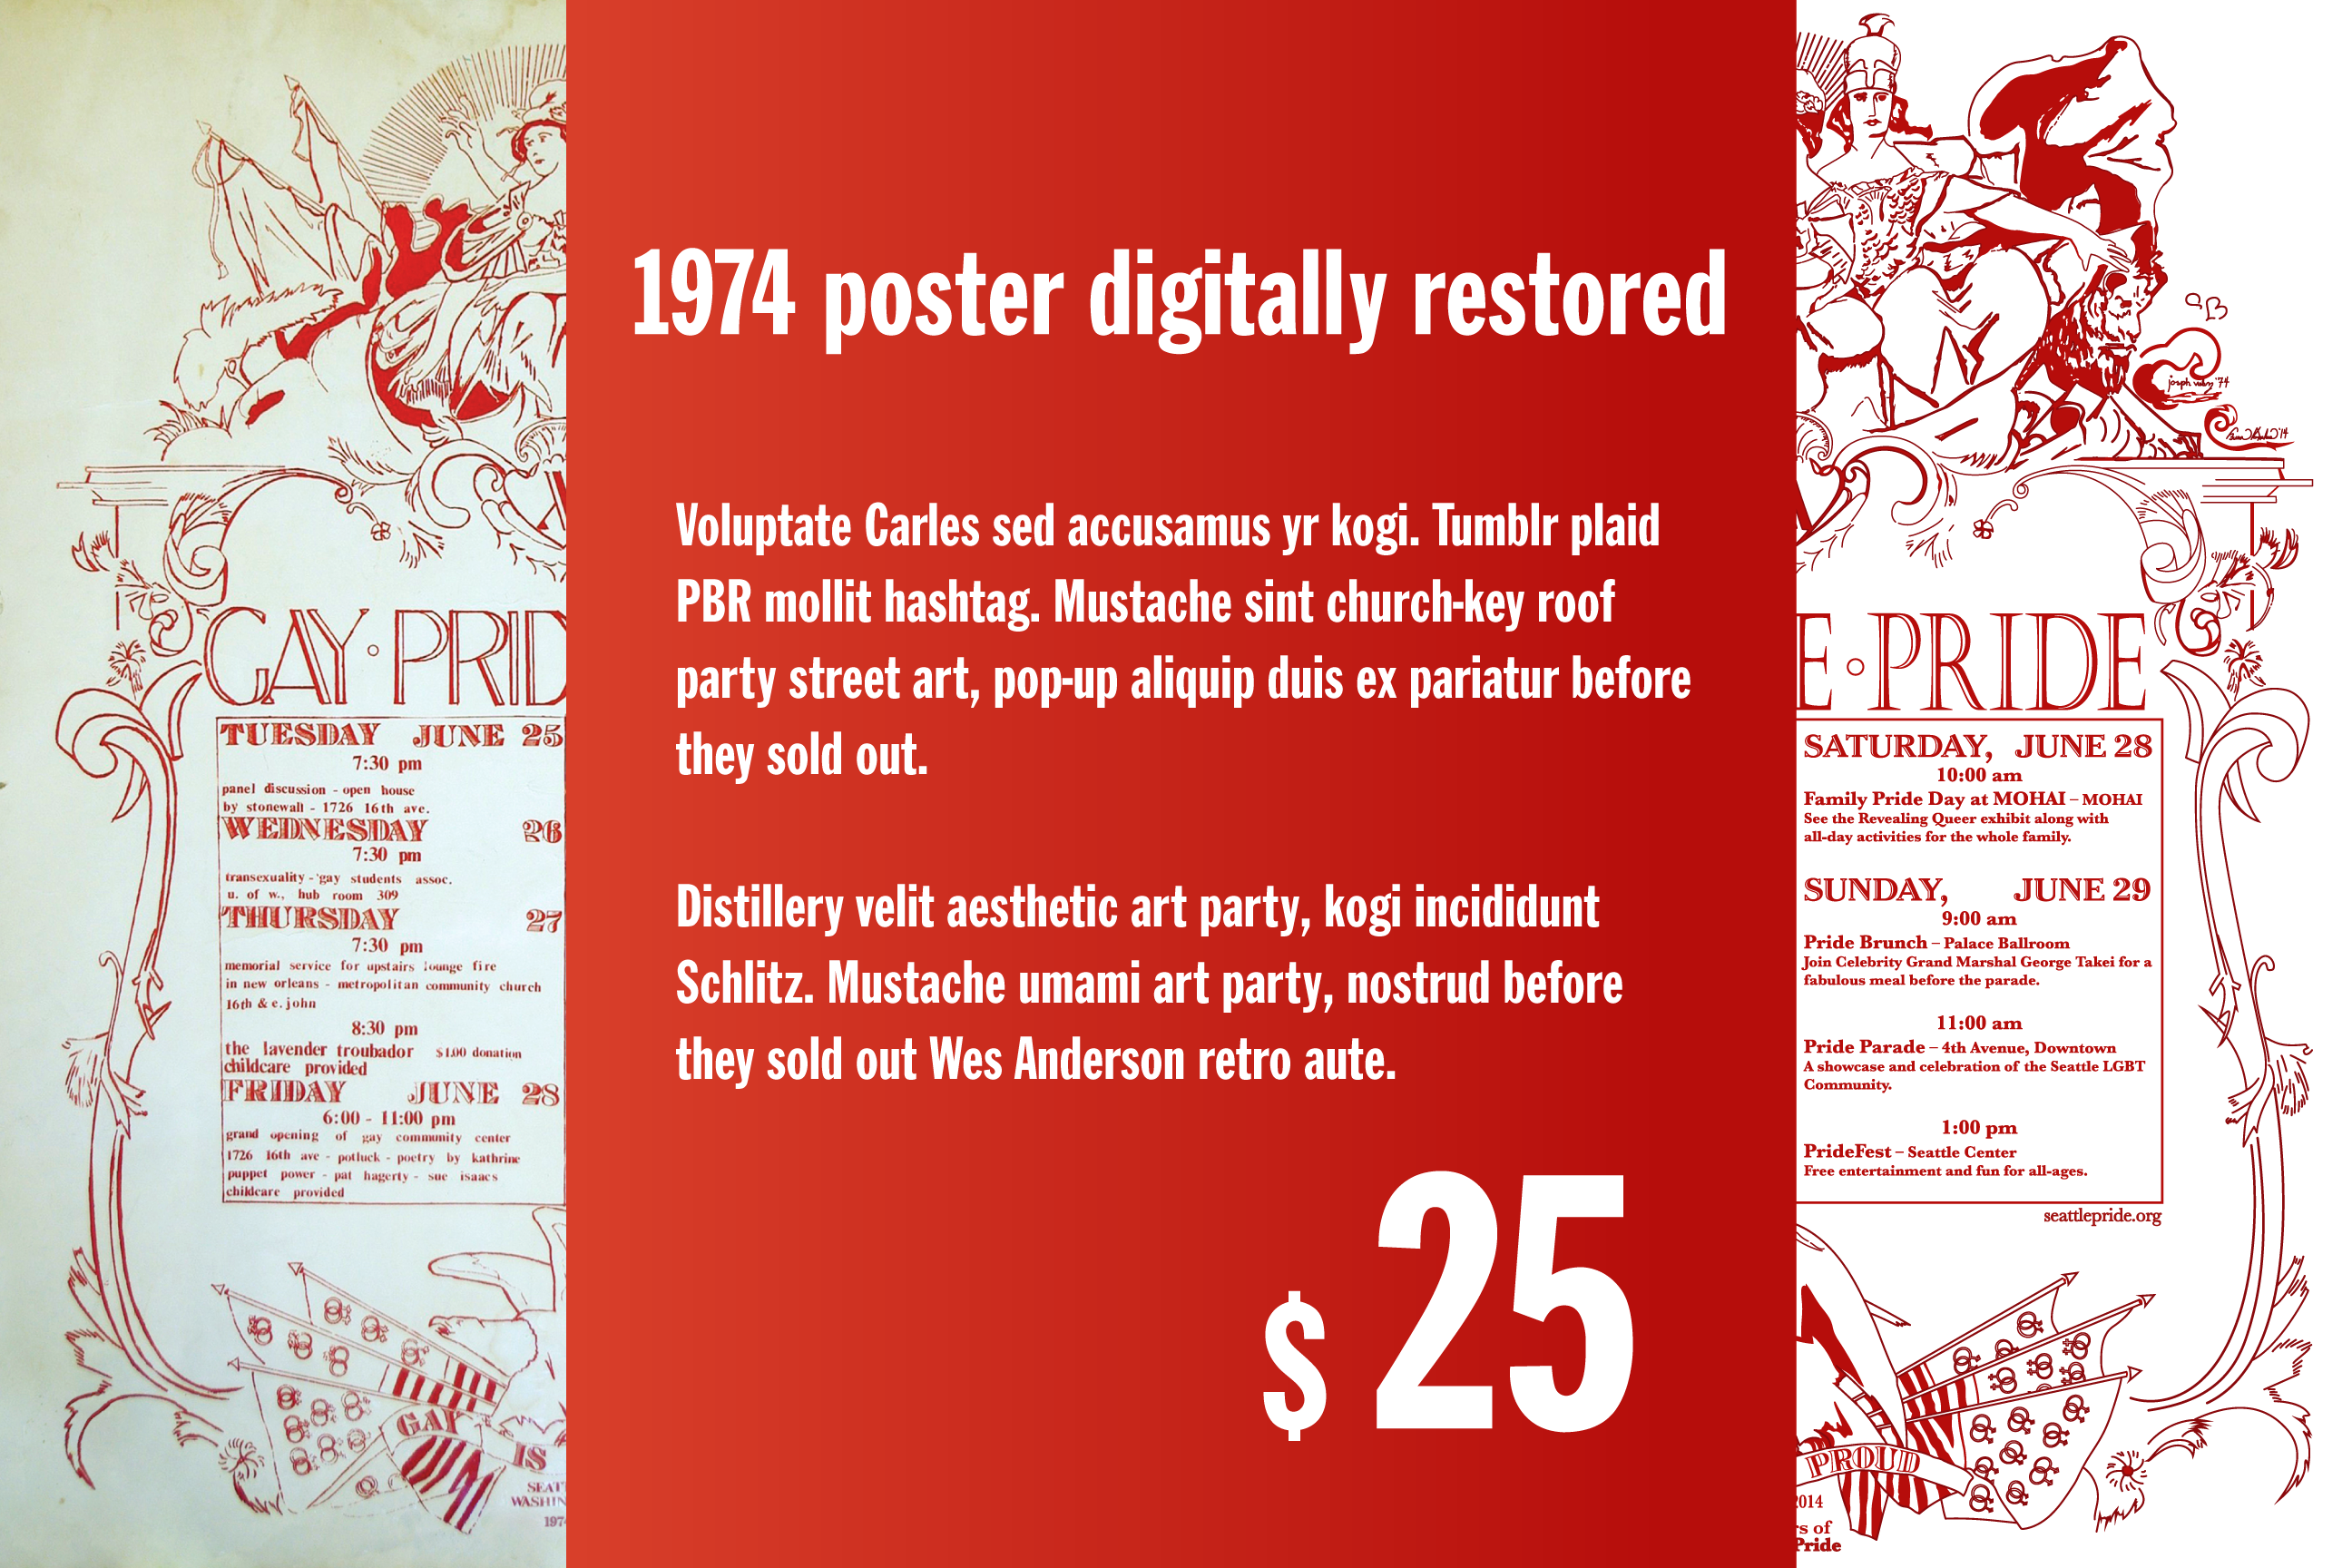 GAY · PRID
TUESDAY JUNE 25
7:30 pm
panel discussion - open house
by stonewall - 1726 16th ave.
WEDNESDAY 26
7:30 pm
transexuality - gay students assoc.
u. of w., hub room 309
THURSDAY 27
7:30 pm
memorial service for upstairs lounge fire
in new orleans - metropolitan community church
16th & e. john
8:30 pm
the lavender troubador $1.00 donation
childcare provided
FRIDAY JUNE 28
6:00 - 11:00 pm
grand opening of gay community center
1726 16th ave - potluck - poetry by kathrine
puppet power - pat hagerty - sue isaacs
childcare provided
GAY
IS
SEAT
WASHIN
197
1974 poster digitally restored
Voluptate Carles sed accusamus yr kogi. Tumblr plaid
PBR mollit hashtag. Mustache sint church-key roof
party street art, pop-up aliquip duis ex pariatur before
they sold out.
Distillery velit aesthetic art party, kogi incididunt
Schlitz. Mustache umami art party, nostrud before
they sold out Wes Anderson retro aute.
$ 25
'74
'14
E · PRIDE
SATURDAY, JUNE 28
10:00 am
Family Pride Day at MOHAI – MOHAI
See the Revealing Queer exhibit along with
all-day activities for the whole family.
SUNDAY, JUNE 29
9:00 am
Pride Brunch – Palace Ballroom
Join Celebrity Grand Marshal George Takei for a
fabulous meal before the parade.
11:00 am
Pride Parade – 4th Avenue, Downtown
A showcase and celebration of the Seattle LGBT
Community.
1:00 pm
PrideFest – Seattle Center
Free entertainment and fun for all-ages.
seattlepride.org
PROUD
2014
s of
Pride